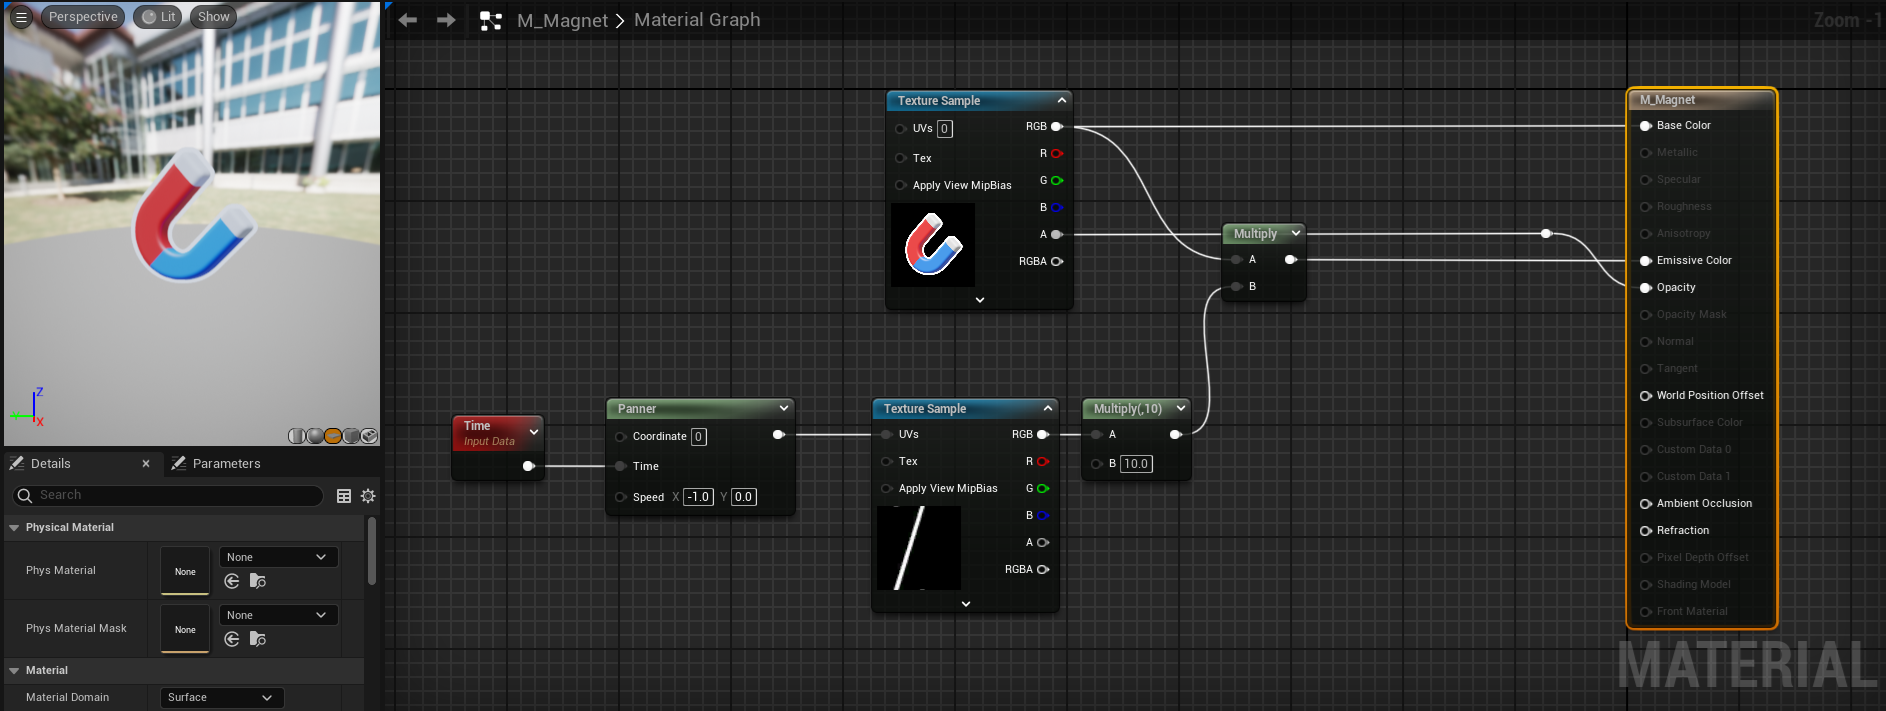 Perspective
Lit
Show
M_Magnet > Material Graph
Zoom -1
Z
X
Details
Parameters
Search
Physical Material
Phys Material
None
None
Phys Material Mask
None
None
Material
Material Domain
Surface
Texture Sample
UVs 0
RGB
Tex
R
Apply View MipBias
G
B
A
RGBA
Multiply
A
B
Time
Input Data
Panner
Coordinate 0
Time
Speed X -1.0 Y 0.0
Texture Sample
UVs
RGB
Tex
R
Apply View MipBias
G
B
A
RGBA
Multiply(,10)
A
B 10.0
M_Magnet
Base Color
Metallic
Specular
Roughness
Anisotropy
Emissive Color
Opacity
Opacity Mask
Normal
Tangent
World Position Offset
Subsurface Color
Custom Data 0
Custom Data 1
Ambient Occlusion
Refraction
Pixel Depth Offset
Shading Model
Front Material
MATERIAL